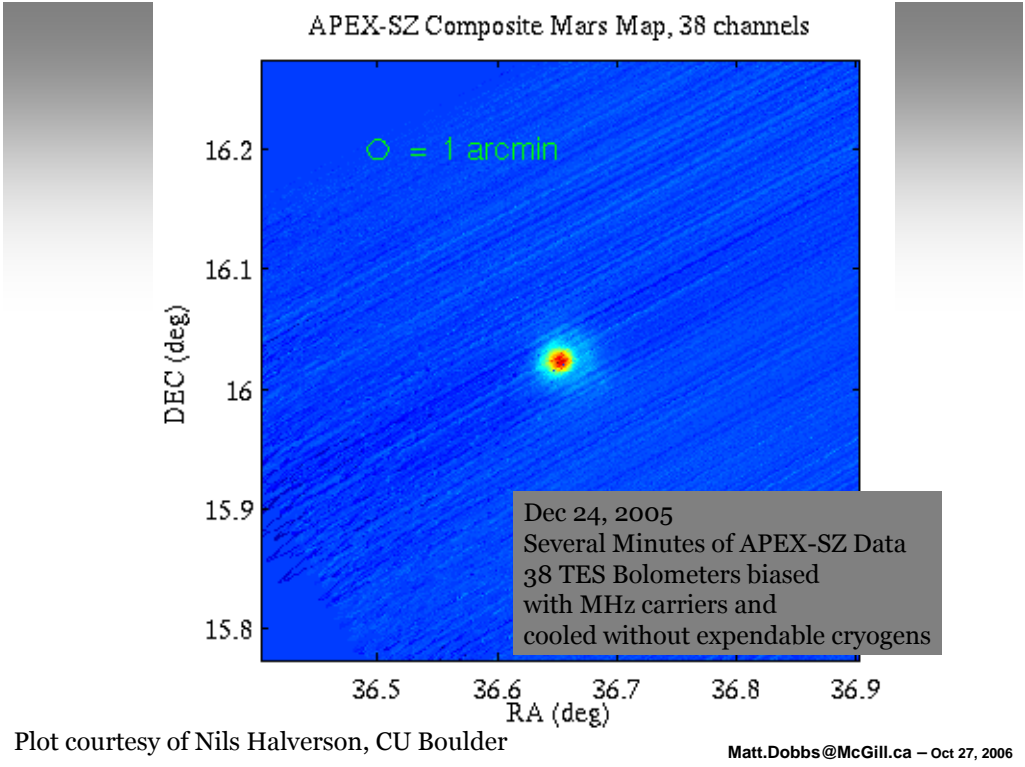 APEX-SZ Composite Mars Map, 38 channels
= 1 arcmin
16.2
16.1
16
15.9
15.8
DEC (deg)
Dec 24, 2005
Several Minutes of APEX-SZ Data
38 TES Bolometers biased
with MHz carriers and
cooled without expendable cryogens
36.5 36.6 36.7 36.8 36.9
RA (deg)
Plot courtesy of Nils Halverson, CU Boulder
Matt.Dobbs@McGill.ca – Oct 27, 2006